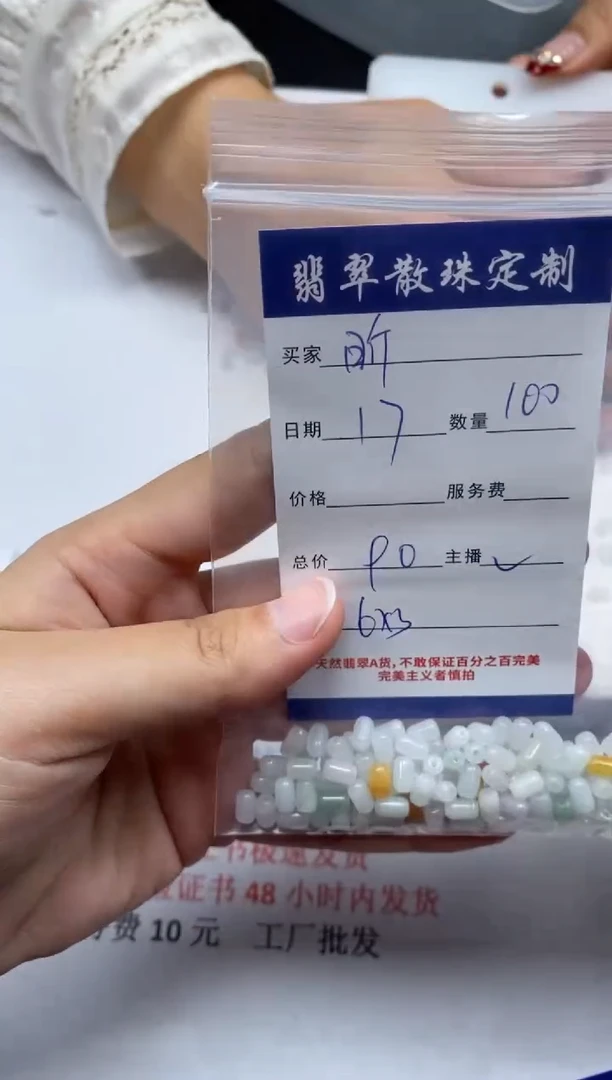 翡翠散珠定制
买家 昕
日期 17 数量 100
价格 服务费
总价 90 主播 ✓
6x3
天然翡翠A货，不敢保证百分之百完美
完美主义者慎拍
书极速发货
证书 48 小时内发货
费 10 元 工厂批发